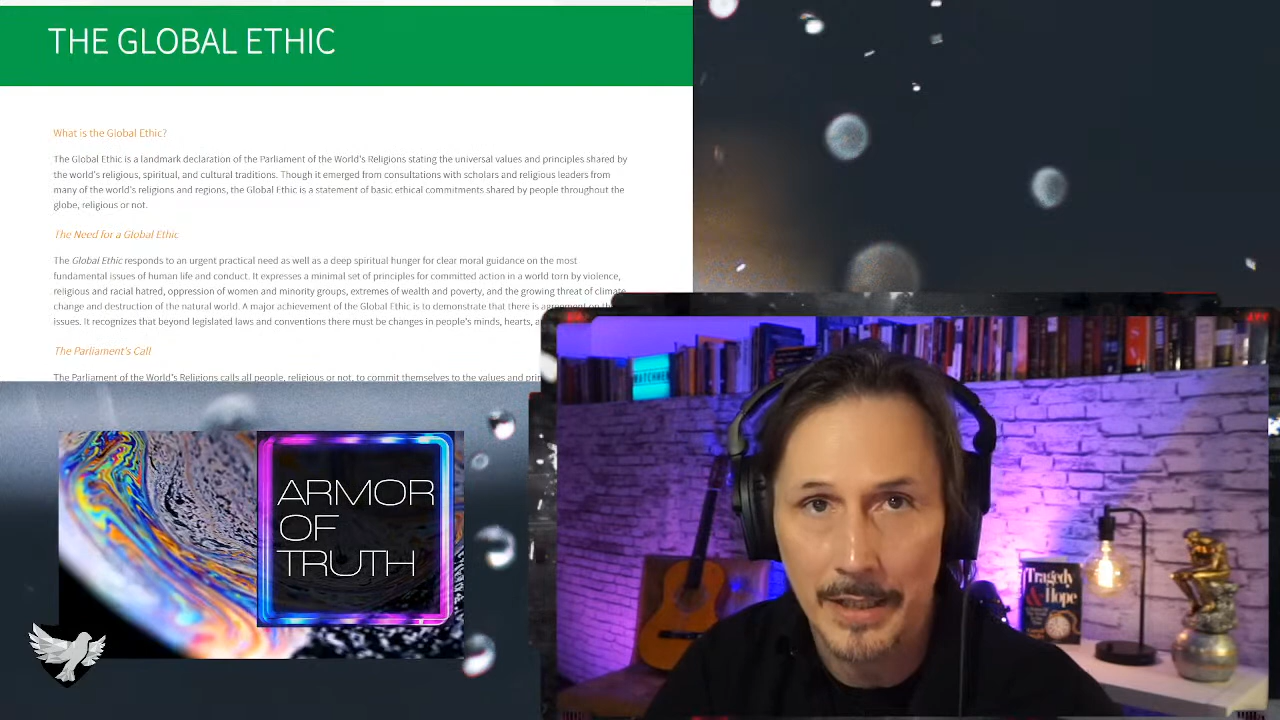 THE GLOBAL ETHIC
What is the Global Ethic?
The Global Ethic is a landmark declaration of the Parliament of the World's Religions stating the universal values and principles shared by
the world's religious, spiritual, and cultural traditions. Though it emerged from consultations with scholars and religious leaders from
many of the world's religions and regions, the Global Ethic is a statement of basic ethical commitments shared by people throughout the
globe, religious or not.
The Need for a Global Ethic
The Global Ethic responds to an urgent practical need as well as a deep spiritual hunger for clear moral guidance on the most
fundamental issues of human life and conduct. It expresses a minimal set of principles for committed action in a world torn by violence,
religious and racial hatred, oppression of women and minority groups, extremes of wealth and poverty, and the growing threat of climate
change and destruction of the natural world. A major achievement of the Global Ethic is to demonstrate that there is agreement on
issues. It recognizes that beyond legislated laws and conventions there must be changes in people's minds, hearts,
The Parliament's Call
The Parliament of the World's Religions calls all people, religious or not, to commit themselves to the values and
ARMOR
OF
TRUTH
Tragedy
&
Hope